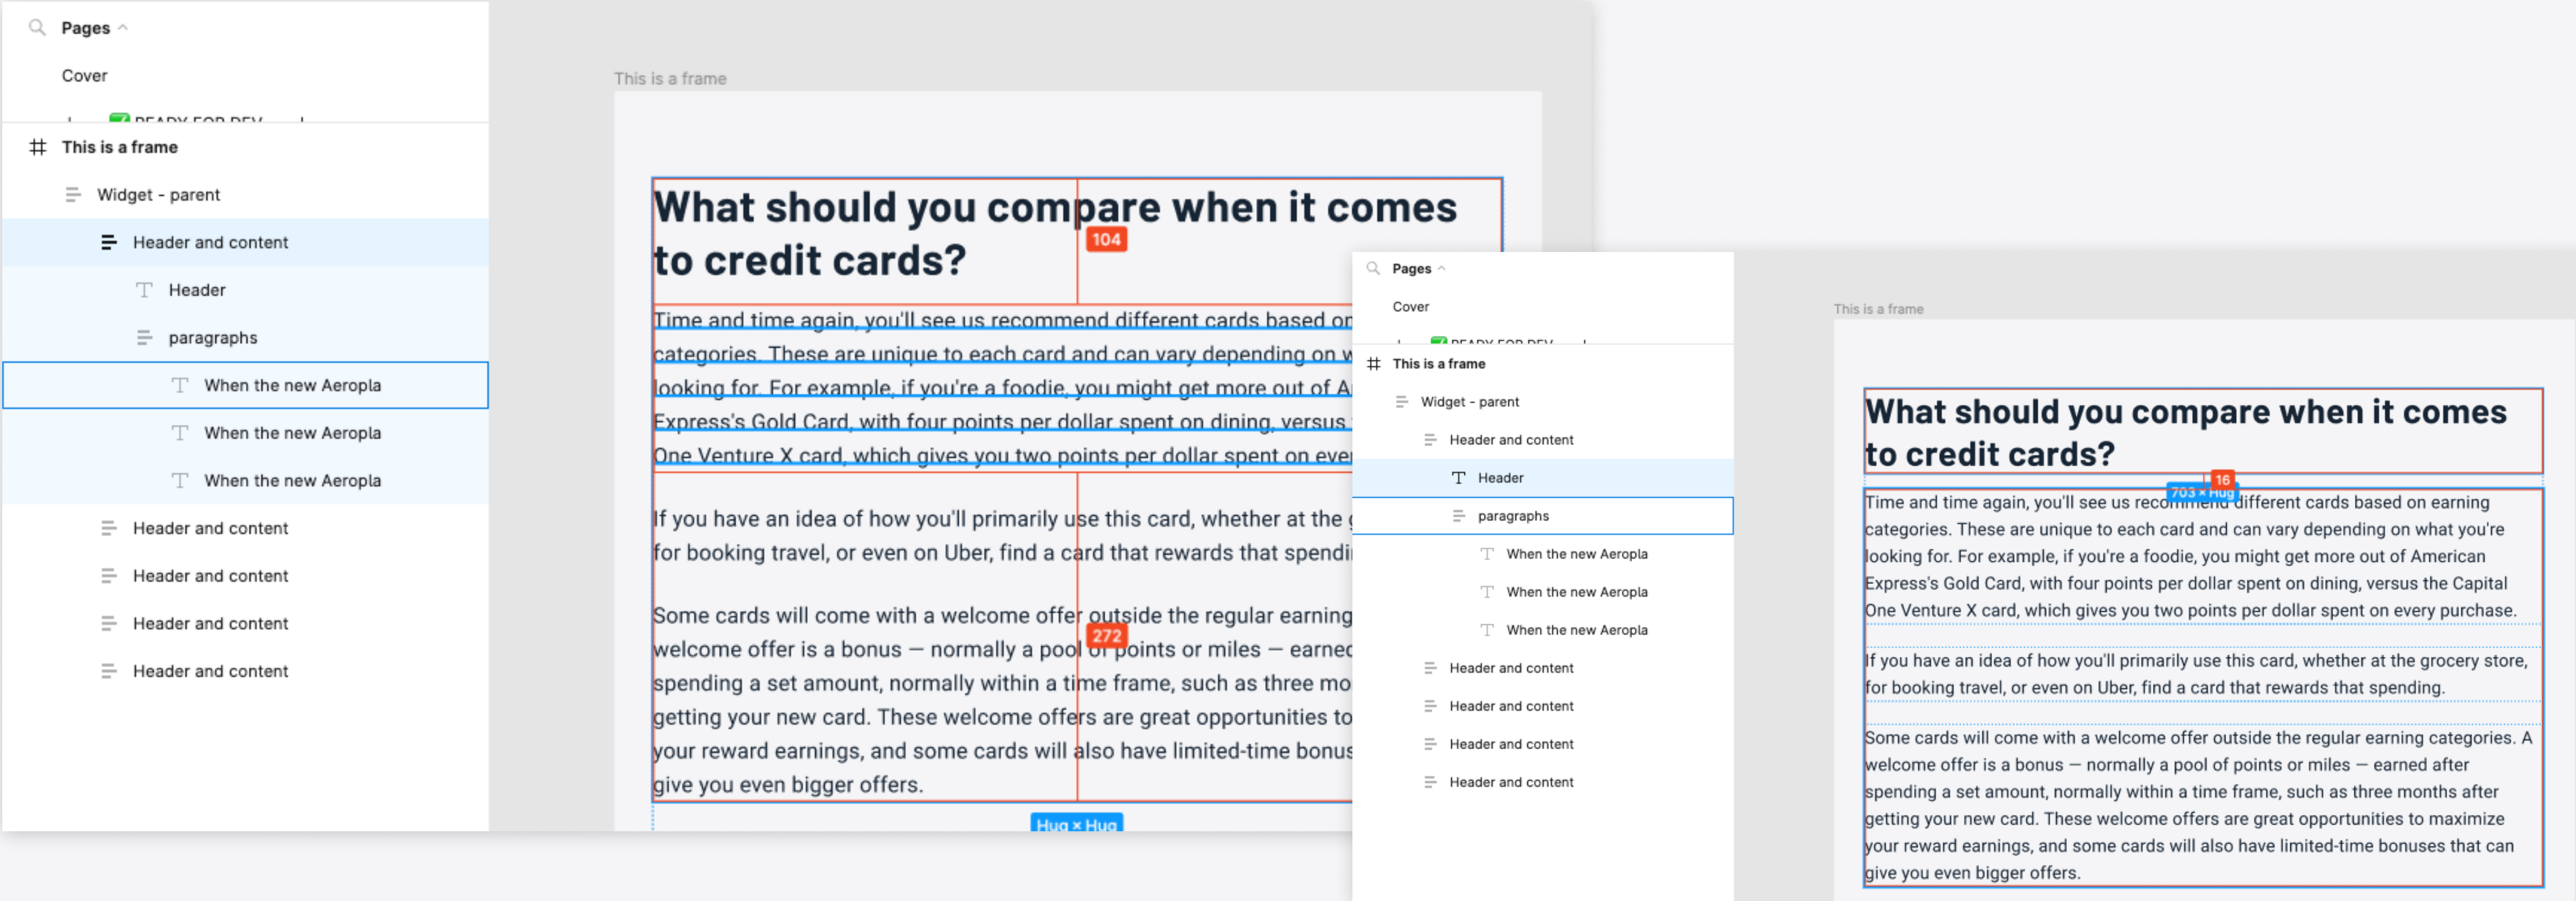 Pages
Cover
READY FOR DEV
This is a frame
Widget - parent
Header and content
Header
paragraphs
When the new Aeropla
When the new Aeropla
When the new Aeropla
Header and content
Header and content
Header and content
Header and content
This is a frame
What should you compare when it comes
to credit cards?
104
Time and time again, you'll see us recommend different cards based on
categories. These are unique to each card and can vary depending on w
looking for. For example, if you're a foodie, you might get more out of A
Express's Gold Card, with four points per dollar spent on dining, versus
One Venture X card, which gives you two points per dollar spent on eve
If you have an idea of how you'll primarily use this card, whether at the g
for booking travel, or even on Uber, find a card that rewards that spendi
Some cards will come with a welcome offer outside the regular earning
272
welcome offer is a bonus — normally a pool of points or miles — earned
spending a set amount, normally within a time frame, such as three mo
getting your new card. These welcome offers are great opportunities to
your reward earnings, and some cards will also have limited-time bonus
give you even bigger offers.
Hug × Hug
Pages
Cover
READY FOR DEV
This is a frame
Widget - parent
Header and content
Header
paragraphs
When the new Aeropla
When the new Aeropla
When the new Aeropla
Header and content
Header and content
Header and content
Header and content
This is a frame
What should you compare when it comes
to credit cards?
16
703 × Hug
Time and time again, you'll see us recommend different cards based on earning
categories. These are unique to each card and can vary depending on what you're
looking for. For example, if you're a foodie, you might get more out of American
Express's Gold Card, with four points per dollar spent on dining, versus the Capital
One Venture X card, which gives you two points per dollar spent on every purchase.
If you have an idea of how you'll primarily use this card, whether at the grocery store,
for booking travel, or even on Uber, find a card that rewards that spending.
Some cards will come with a welcome offer outside the regular earning categories. A
welcome offer is a bonus — normally a pool of points or miles — earned after
spending a set amount, normally within a time frame, such as three months after
getting your new card. These welcome offers are great opportunities to maximize
your reward earnings, and some cards will also have limited-time bonuses that can
give you even bigger offers.